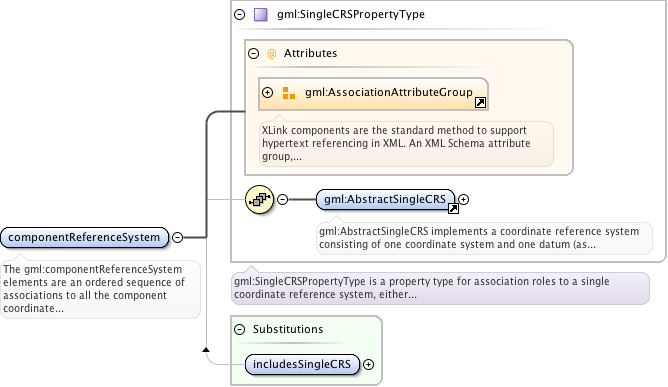 gml:SingleCRSPropertyType
@ Attributes
gml:AssociationAttributeGroup
XLink components are the standard method to support
hypertext referencing in XML. An XML Schema attribute
group,...
gml:AbstractSingleCRS
gml:AbstractSingleCRS implements a coordinate reference system
consisting of one coordinate system and one datum (as...
componentReferenceSystem
The gml:componentReferenceSystem
elements are an ordered sequence of
associations to all the component
coordinate...
gml:SingleCRSPropertyType is a property type for association roles to a single
coordinate reference system, either...
Substitutions
includesSingleCRS